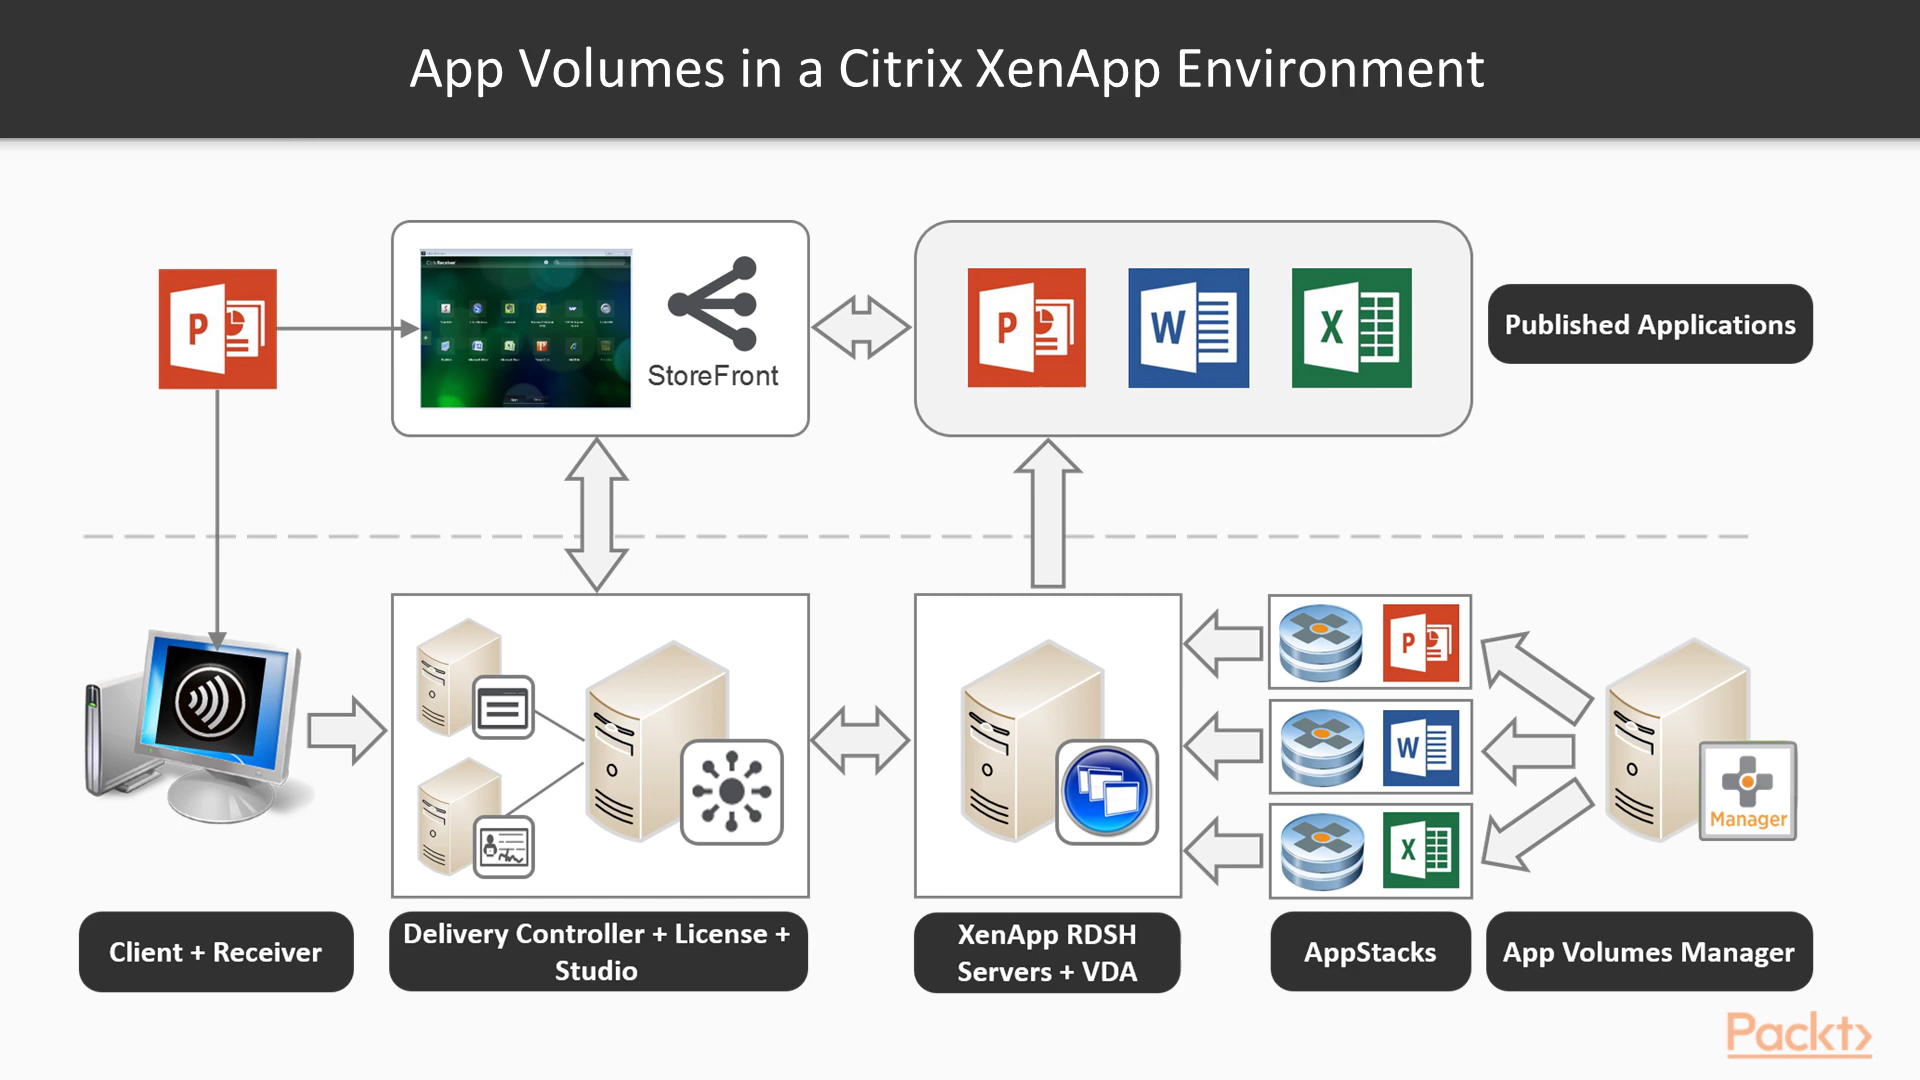 App Volumes in a Citrix XenApp Environment
P
StoreFront
P
W
X
Published Applications
P
W
X
Manager
Client + Receiver
Delivery Controller + License +
Studio
XenApp RDSH
Servers + VDA
AppStacks
App Volumes Manager
Packt